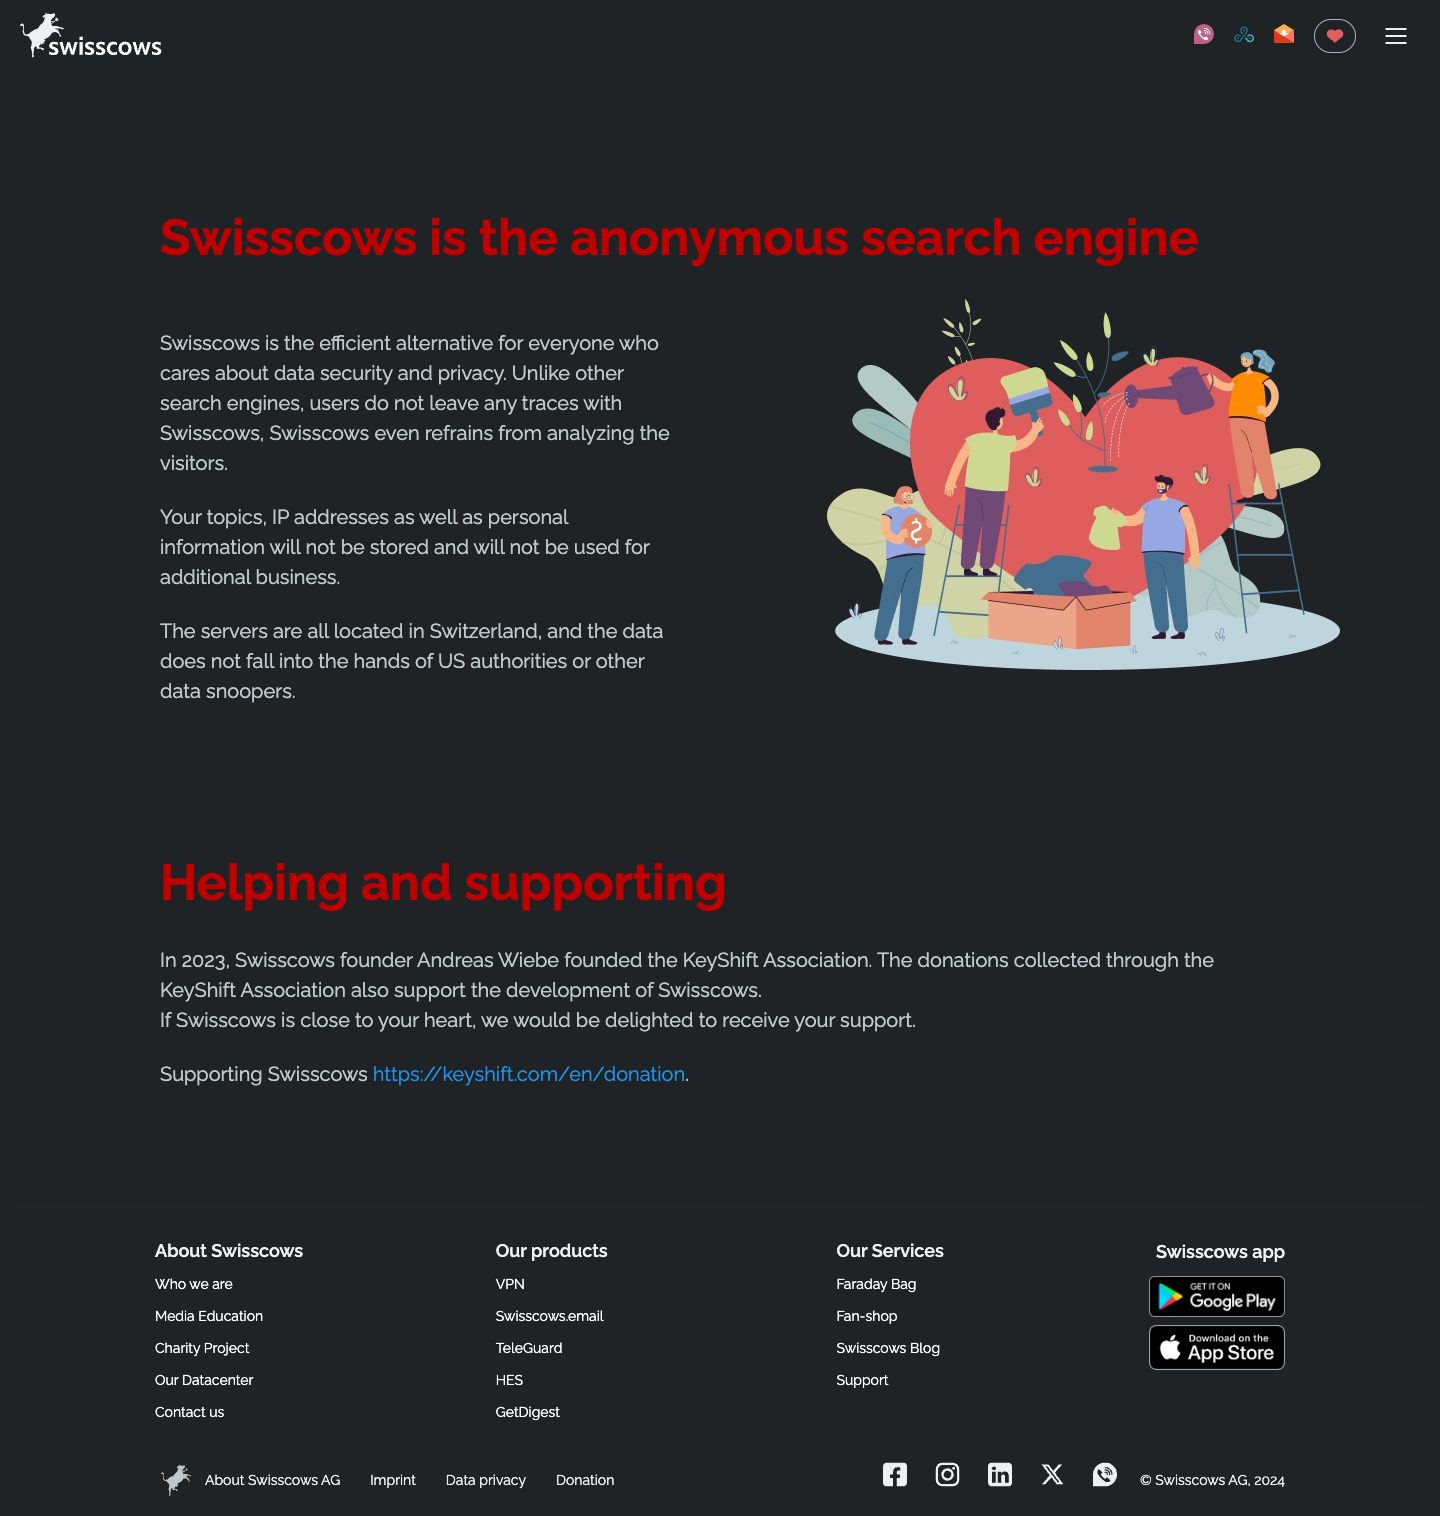 swisscows
Swisscows is the anonymous search engine
Swisscows is the efficient alternative for everyone who
cares about data security and privacy. Unlike other
search engines, users do not leave any traces with
Swisscows, Swisscows even refrains from analyzing the
visitors.
Your topics, IP addresses as well as personal
information will not be stored and will not be used for
additional business.
The servers are all located in Switzerland, and the data
does not fall into the hands of US authorities or other
data snoopers.
Helping and supporting
In 2023, Swisscows founder Andreas Wiebe founded the KeyShift Association. The donations collected through the
KeyShift Association also support the development of Swisscows.
If Swisscows is close to your heart, we would be delighted to receive your support.
Supporting Swisscows https://keyshift.com/en/donation.
About Swisscows
Who we are
Media Education
Charity Project
Our Datacenter
Contact us
Our products
VPN
Swisscows.email
TeleGuard
HES
GetDigest
Our Services
Faraday Bag
Fan-shop
Swisscows Blog
Support
Swisscows app
GET IT ON
Google Play
Download on the
App Store
About Swisscows AG
Imprint
Data privacy
Donation
© Swisscows AG, 2024